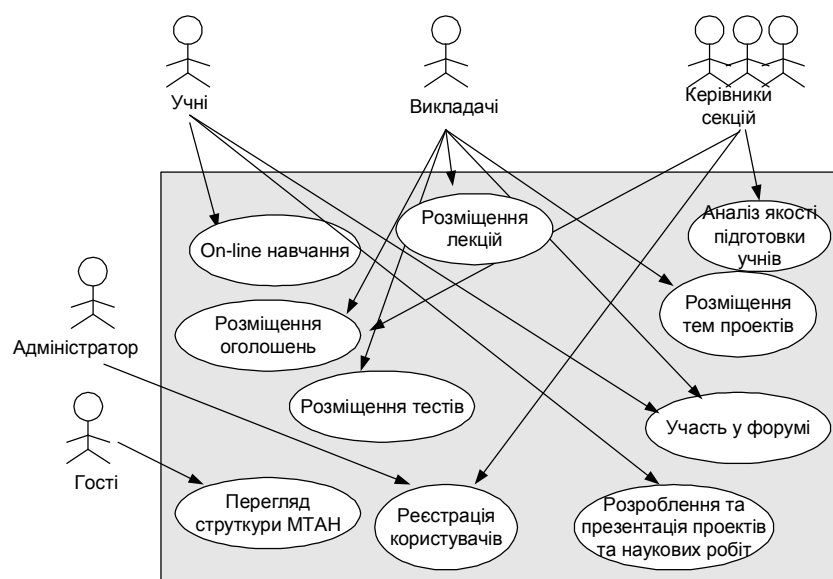 Учні
Викладачі
Керівники
секцій
Розміщення
лекцій
Аналіз якості
підготовки
учнів
On-line навчання
Розміщення
тем проектів
Розміщення
оголошень
Адміністратор
Розміщення тестів
Участь у форумі
Гості
Перегляд
струткури МТАН
Реєстрація
користувачів
Розроблення та
презентація проектів
та наукових робіт